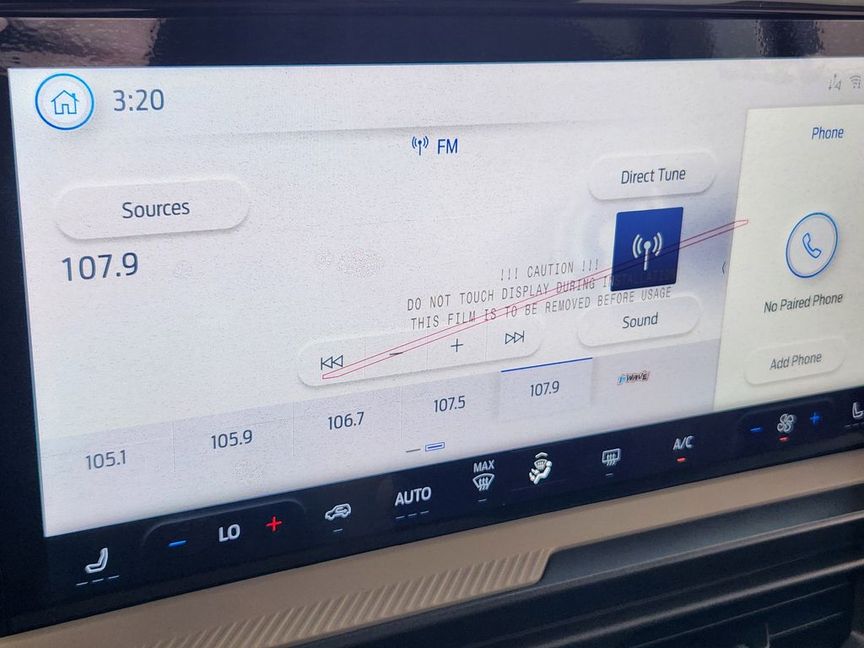 3:20
FM
Phone
Direct Tune
Sources
107.9
!!! CAUTION !!!
DO NOT TOUCH DISPLAY DURING INSTALLATION
THIS FILM IS TO BE REMOVED BEFORE USAGE
No Paired Phone
Sound
Add Phone
105.1
105.9
106.7
107.5
107.9
WAVE
LO
AUTO
MAX
A/C